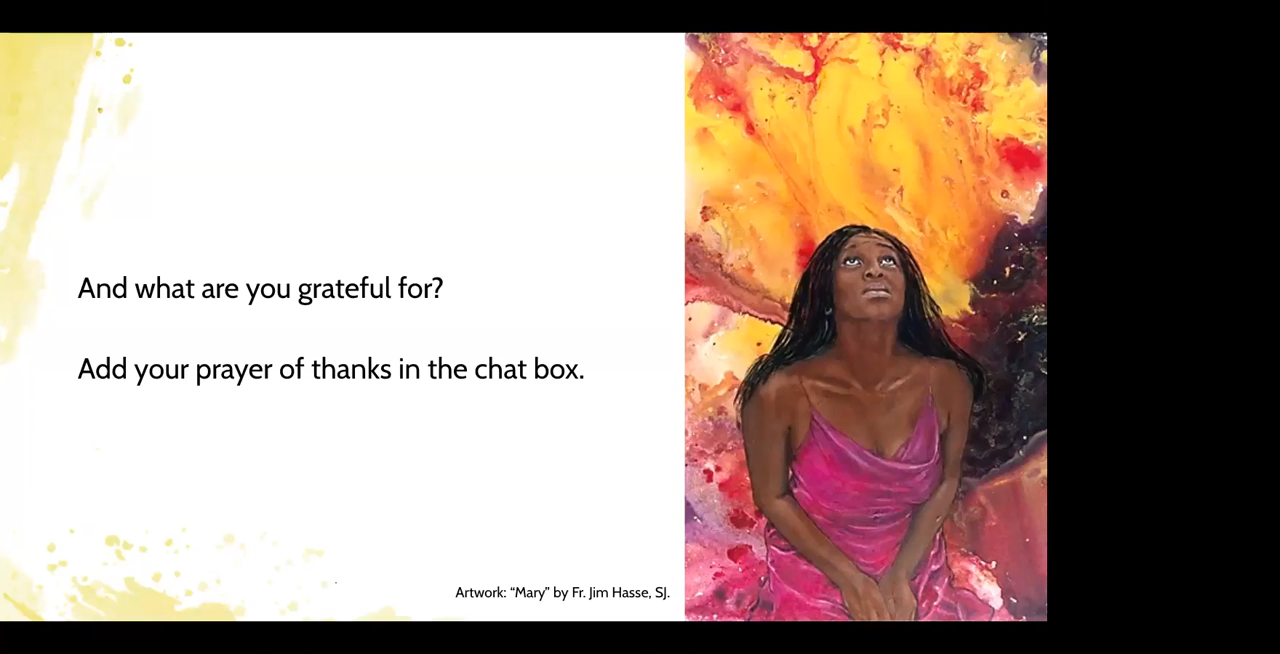 And what are you grateful for?
Add your prayer of thanks in the chat box.
Artwork: “Mary” by Fr. Jim Hasse, SJ.